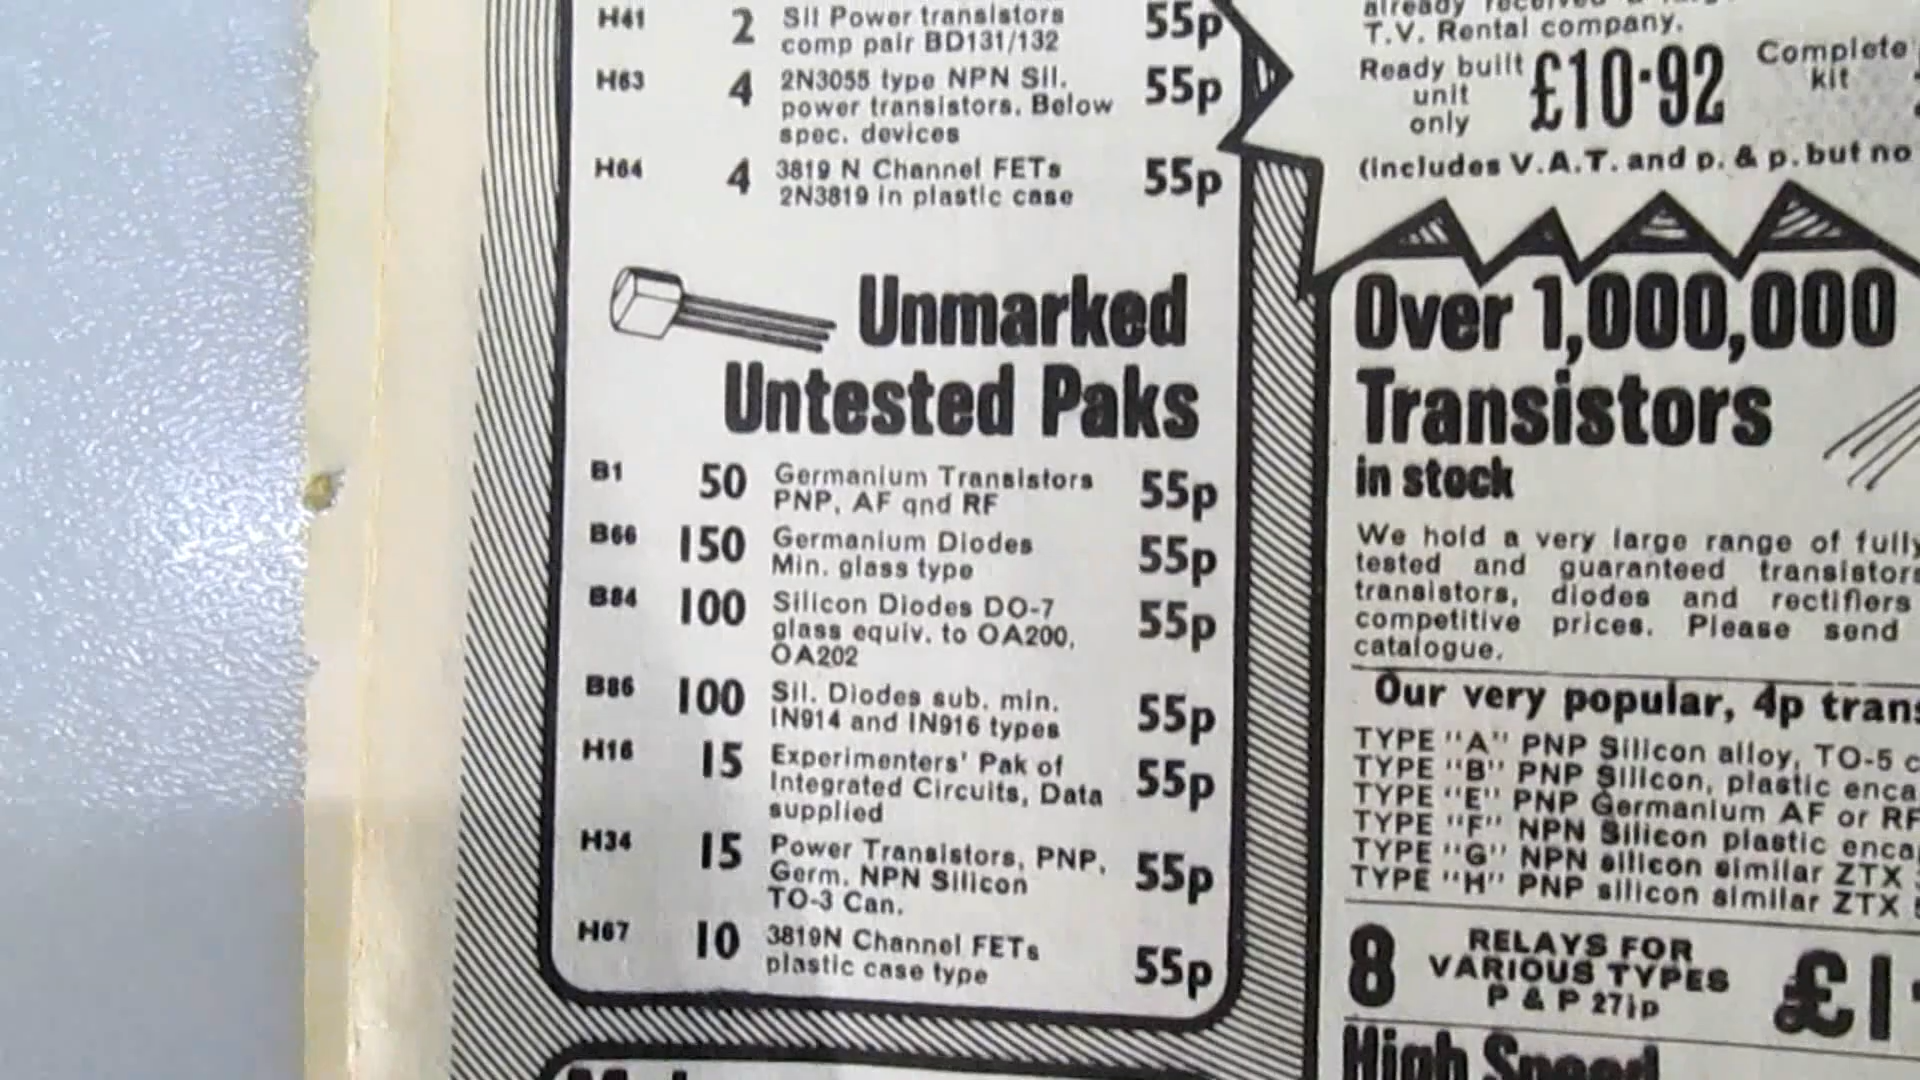 H41 2 Sil Power transistors 55p
comp pair BD131/132
H63 4 2N3055 type NPN Sil. 55p
power transistors. Below
spec. devices
H64 4 3819 N Channel FETs 55p
2N3819 in plastic case
Unmarked
Untested Paks
B1 50 Germanium Transistors 55p
PNP, AF qnd RF
B66 150 Germanium Diodes 55p
Min. glass type
B84 100 Silicon Diodes DO-7 55p
glass equiv. to OA200,
OA202
B86 100 Sil. Diodes sub. min. 55p
IN914 and IN916 types
H16 15 Experimenters' Pak of 55p
Integrated Circuits, Data
supplied
H34 15 Power Transistors, PNP, 55p
Germ. NPN Silicon
TO-3 Can.
H67 10 3819N Channel FETs 55p
plastic case type
already received a
T.V. Rental company.
Ready built
unit
only
£10·92
Complete
kit
(includes V.A.T. and p. & p. but no
Over 1,000,000
Transistors
in stock
We hold a very large range of fully
tested and guaranteed transistors
transistors, diodes and rectifiers
competitive prices. Please send
catalogue.
Our very popular, 4p trans
TYPE "A" PNP Silicon alloy, TO-5 c
TYPE "B" PNP Silicon, plastic enca
TYPE "E" PNP Germanium AF or RF
TYPE "F" NPN Silicon plastic enca
TYPE "G" NPN silicon similar ZTX
TYPE "H" PNP silicon similar ZTX
8 RELAYS FOR
VARIOUS TYPES
P & P 27½p
£1
High Speed